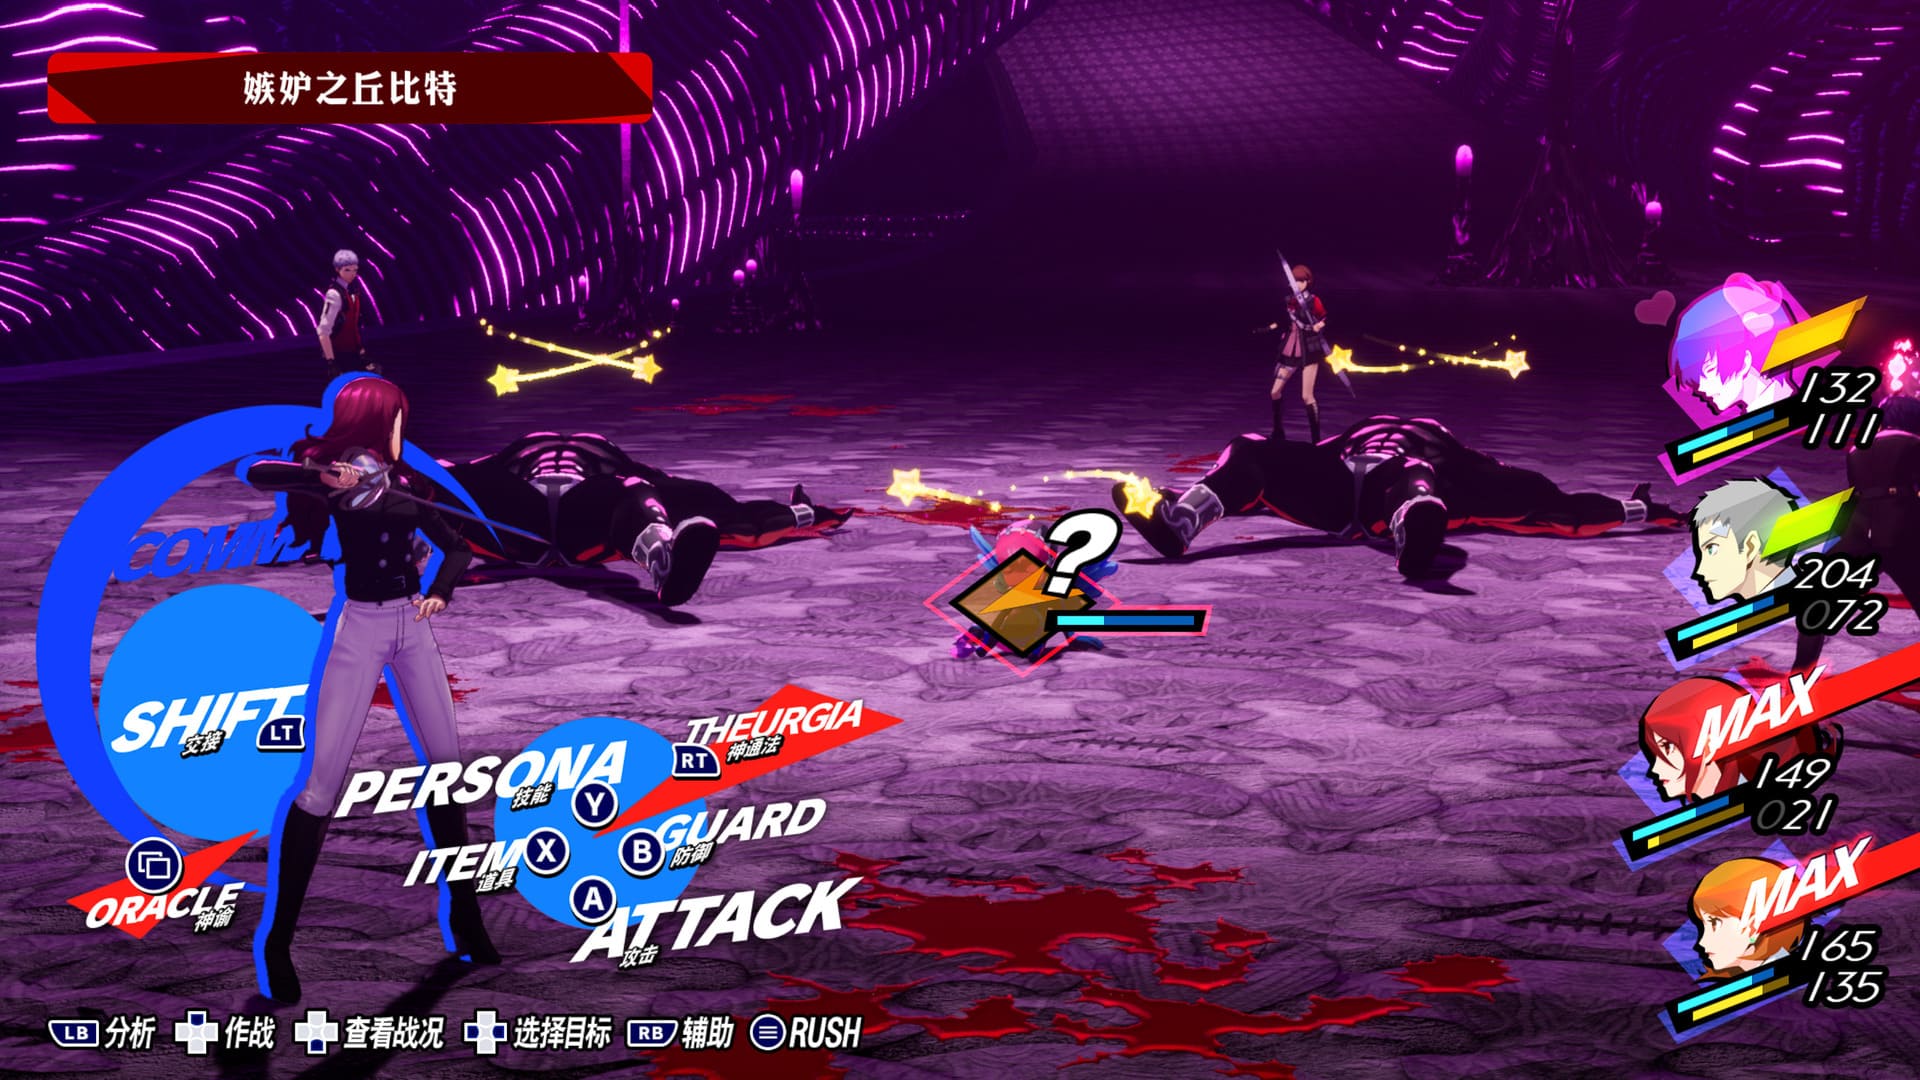 嫉妒之丘比特
132
111
204
072
MAX
149
021
MAX
165
135
?
COMM
SHIFT LT
交接
THEURGIA
RT 神通法
PERSONA
技能
Y
GUARD
B 防御
ITEM X
道具
A
ATTACK
攻击
ORACLE
神谕
LB 分析 作战 查看战况 选择目标 RB 辅助 RUSH